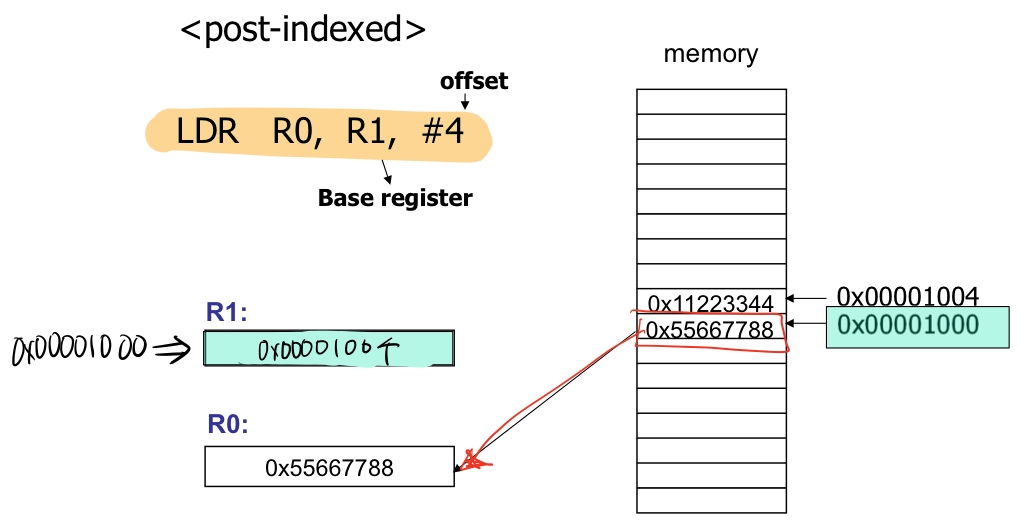 <post-indexed>
memory
offset
LDR R0, R1, #4
Base register
0x11223344
0x00001004
R1:
0x55667788
0x00001000
0x00001000
0x00001004
R0:
0x55667788